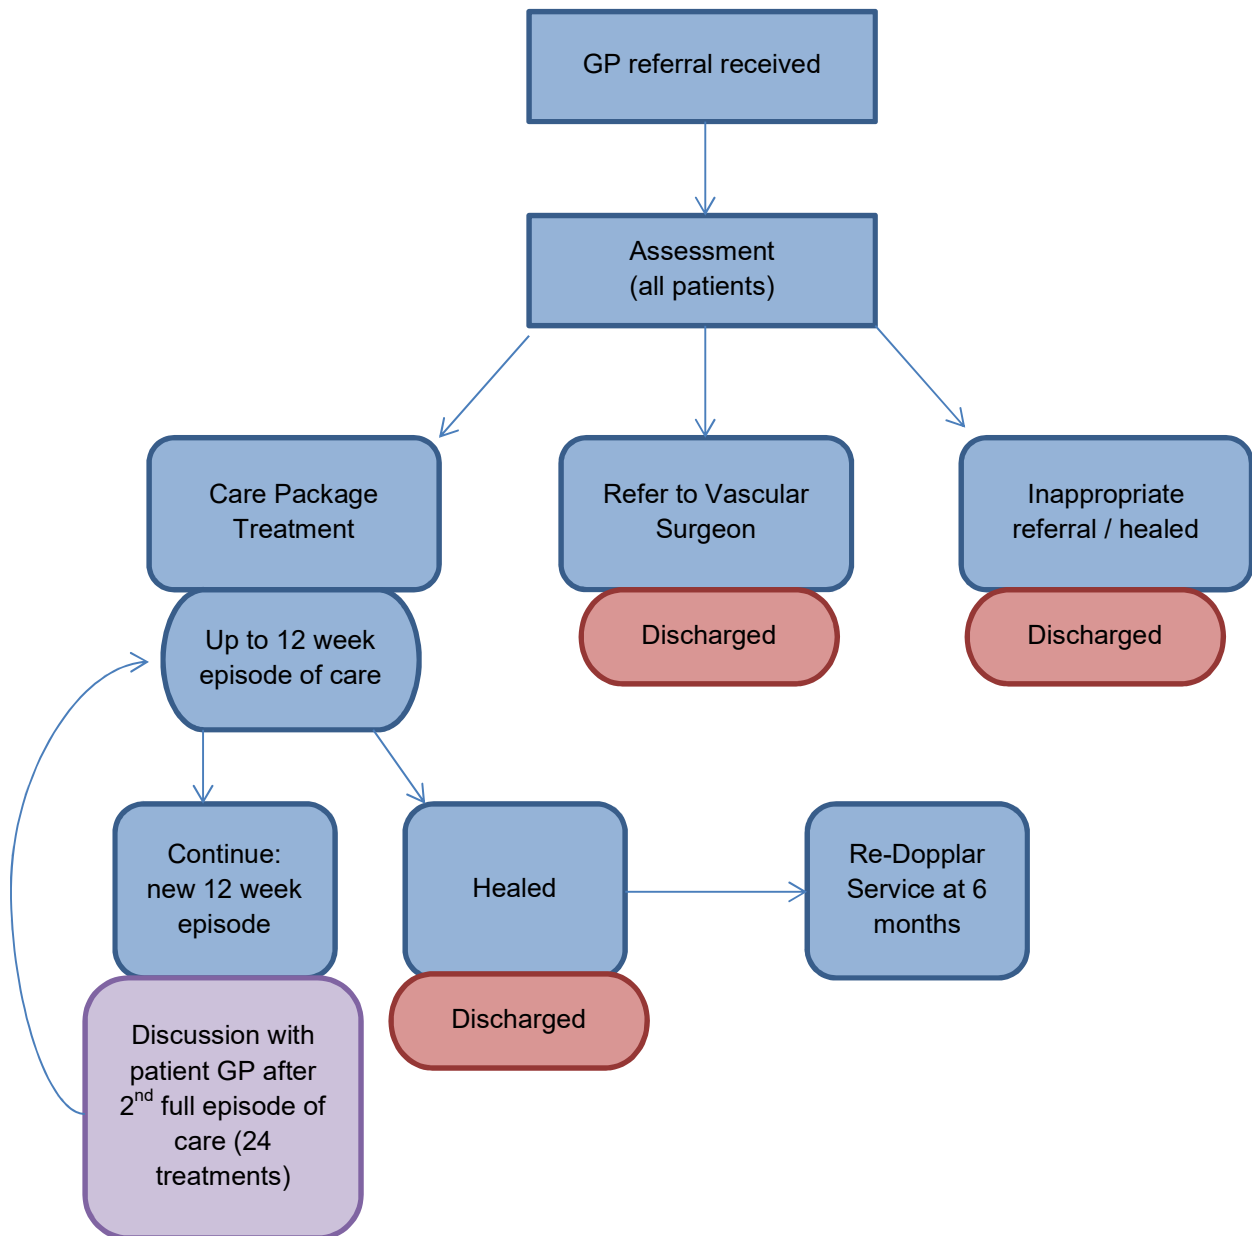 GP referral received
Assessment
(all patients)
Care Package
Treatment
Refer to Vascular
Surgeon
Inappropriate
referral / healed
Up to 12 week
episode of care
Discharged
Discharged
Continue:
new 12 week
episode
Healed
Re-Dopplar
Service at 6
months
Discussion with
patient GP after
2nd full episode of
care (24
treatments)
Discharged